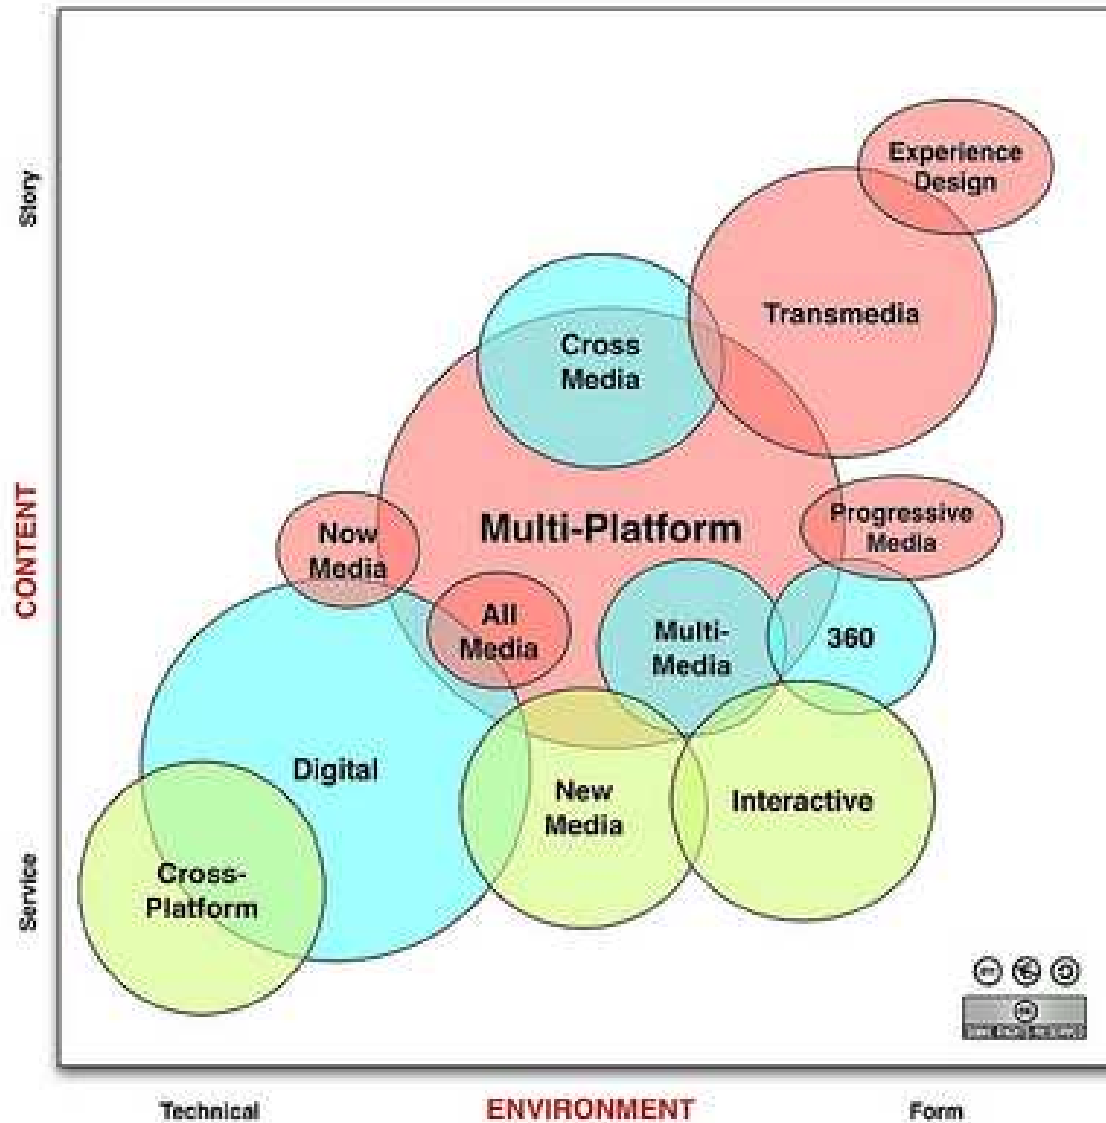 Story
CONTENT
Service
Experience
Design
Transmedia
Cross
Media
Multi-Platform
Progressive
Media
Now
Media
All
Media
Multi-
Media
360
Digital
New
Media
Interactive
Cross-
Platform
Technical
ENVIRONMENT
Form